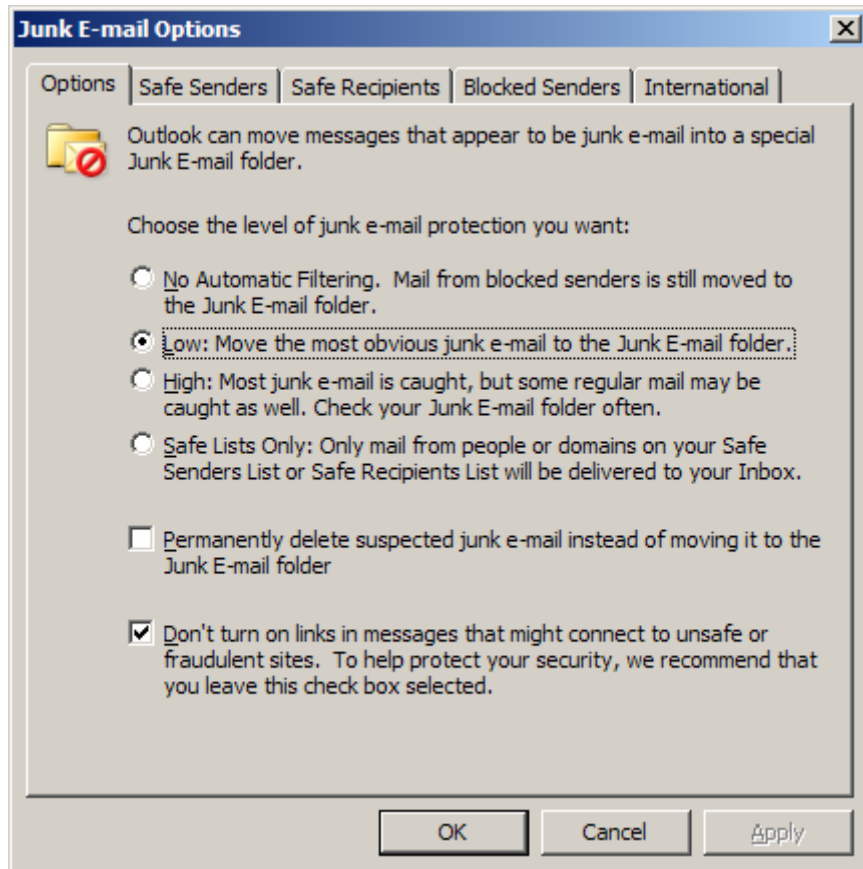 Junk E-mail Options
Options Safe Senders Safe Recipients Blocked Senders International
Outlook can move messages that appear to be junk e-mail into a special
Junk E-mail folder.
Choose the level of junk e-mail protection you want:
No Automatic Filtering.  Mail from blocked senders is still moved to
the Junk E-mail folder.
Low: Move the most obvious junk e-mail to the Junk E-mail folder.
High: Most junk e-mail is caught, but some regular mail may be
caught as well. Check your Junk E-mail folder often.
Safe Lists Only: Only mail from people or domains on your Safe
Senders List or Safe Recipients List will be delivered to your Inbox.
Permanently delete suspected junk e-mail instead of moving it to the
Junk E-mail folder
Don't turn on links in messages that might connect to unsafe or
fraudulent sites.  To help protect your security, we recommend that
you leave this check box selected.
OK Cancel Apply